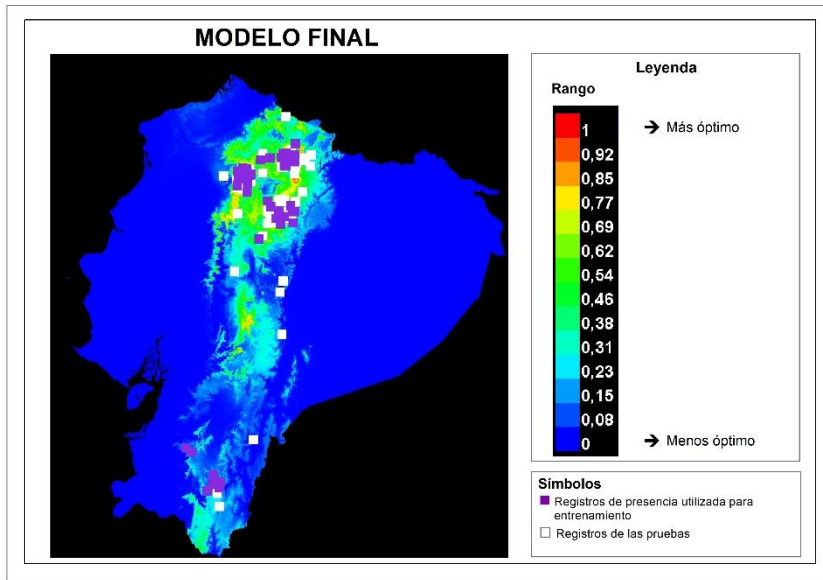 MODELO FINAL
Leyenda
Rango
1
→ Más óptimo
0,92
0,85
0,77
0,69
0,62
0,54
0,46
0,38
0,31
0,23
0,15
0,08
0
→ Menos óptimo
Símbolos
Registros de presencia utilizada para
entrenamiento
Registros de las pruebas